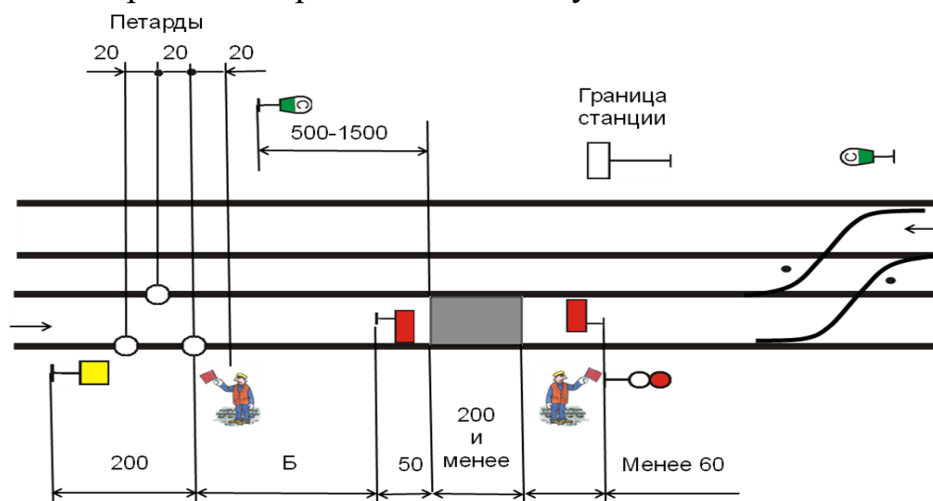 Петарды
20 20 20
С
500-1500
Граница
станции
С
200
Б
50
200
и
менее
Менее 60